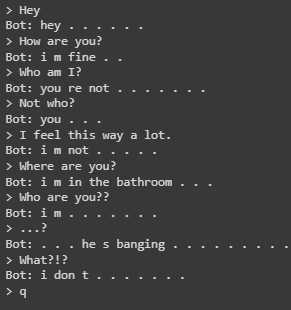 > Hey
Bot: hey . . . . . .
> How are you?
Bot: i m fine . .
> Who am I?
Bot: you re not . . . . . . .
> Not who?
Bot: you . . .
> I feel this way a lot.
Bot: i m not . . . . .
> Where are you?
Bot: i m in the bathroom . . .
> Who are you??
Bot: i m . . . . . . .
> ...?
Bot: . . . he s banging . . . . . . . . .
> What?!?
Bot: i don t . . . . . . .
> q